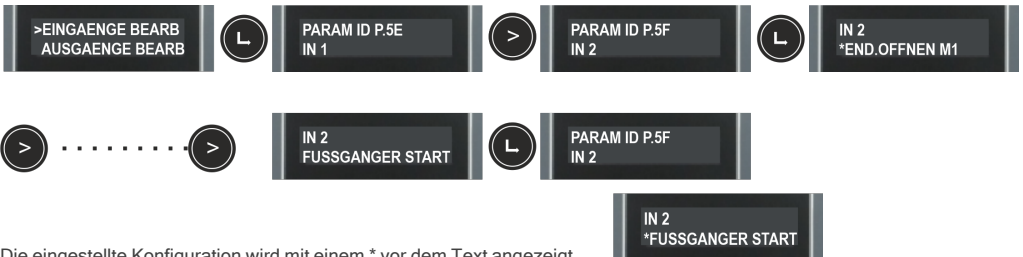 >EINGAENGE BEARB
AUSGAENGE BEARB
PARAM ID P.5E
IN 1
>
PARAM ID P.5F
IN 2
IN 2
*END.OFFNEN M1
> ......... >
IN 2
FUSSGANGER START
PARAM ID P.5F
IN 2
IN 2
*FUSSGANGER START
Die eingestellte Konfiguration wird mit einem * vor dem Text angezeigt